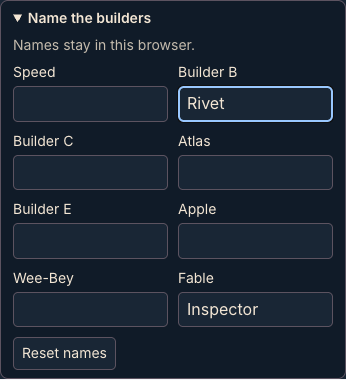 ▼ Name the builders
Names stay in this browser.
Speed Builder B
Rivet
Builder C Atlas
Builder E Apple
Wee-Bey Fable
Inspector
Reset names